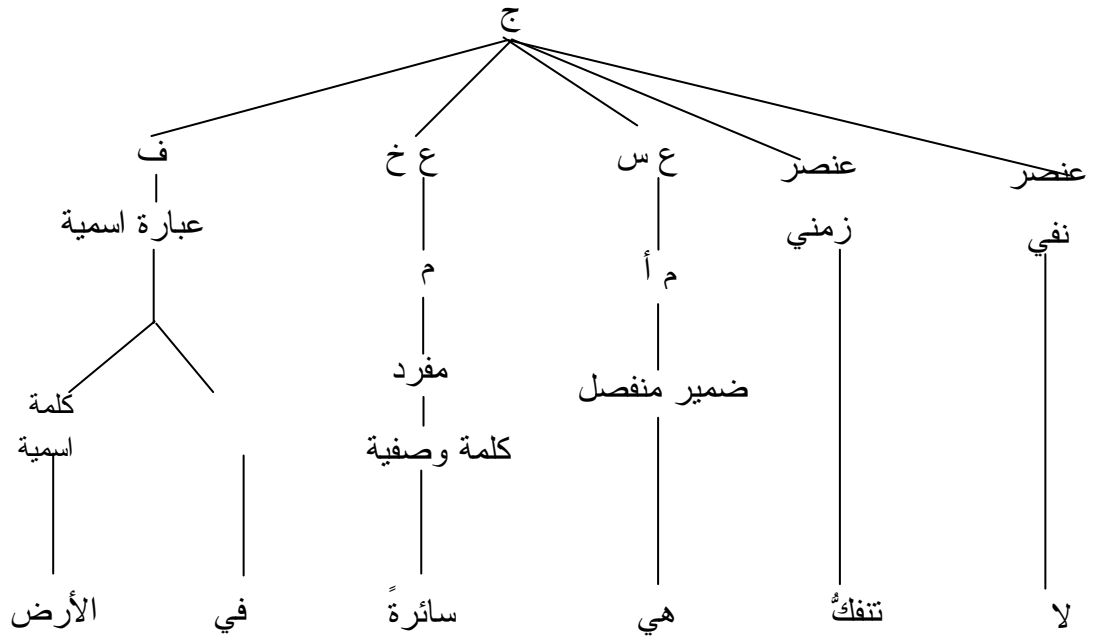 ج
عنصر عنصر ع س ع خ ف
نفي زمني م أ م عبارة اسمية
ضمير منفصل مفرد كلمة
كلمة وصفية اسمية
لا تنفكُّ هي سائرةً في الأرض